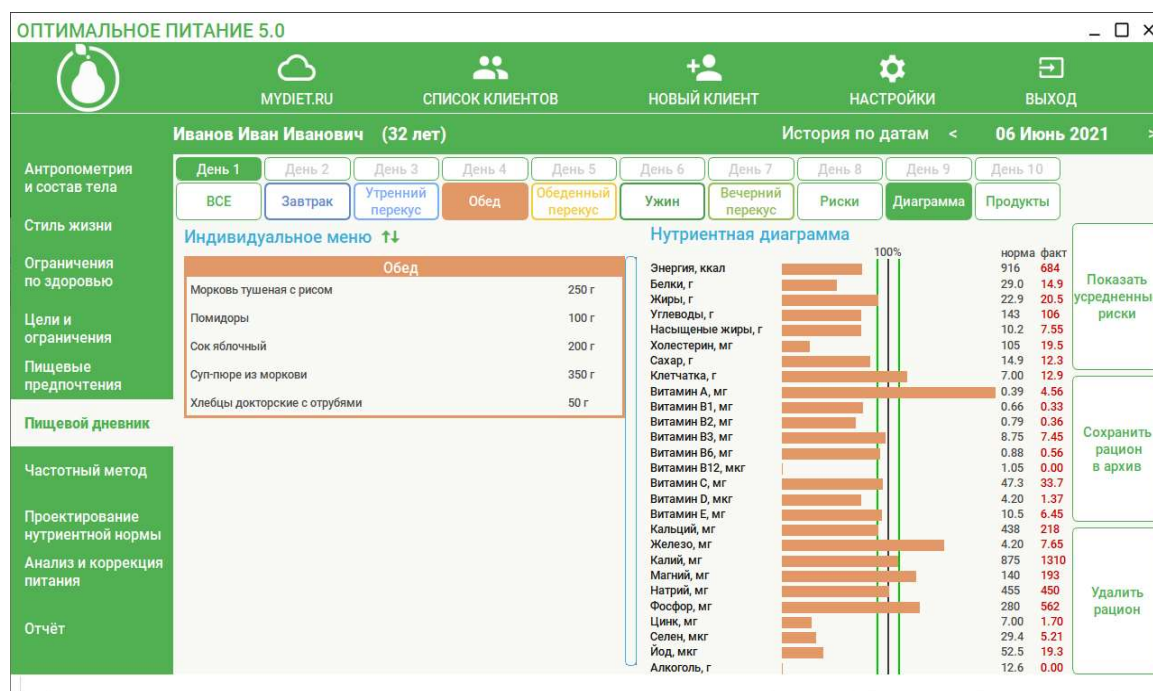 ОПТИМАЛЬНОЕ ПИТАНИЕ 5.0
MYDIET.RU
СПИСОК КЛИЕНТОВ
НОВЫЙ КЛИЕНТ
НАСТРОЙКИ
ВЫХОД
Иванов Иван Иванович (32 лет)
История по датам < 06 Июнь 2021 >
Антропометрия
и состав тела
Стиль жизни
Ограничения
по здоровью
Цели и
ограничения
Пищевые
предпочтения
Пищевой дневник
Частотный метод
Проектирование
нутриентной нормы
Анализ и коррекция
питания
Отчёт
День 1 День 2 День 3 День 4 День 5 День 6 День 7 День 8 День 9 День 10
ВСЕ
Завтрак
Утренний
перекус
Обед
Обеденный
перекус
Ужин
Вечерний
перекус
Риски
Диаграмма
Продукты
Индивидуальное меню
Обед
Морковь тушеная с рисом 250 г
Помидоры 100 г
Сок яблочный 200 г
Суп-пюре из моркови 350 г
Хлебцы докторские с отрубями 50 г
Нутриентная диаграмма
100% норма факт
Энергия, ккал 916 684
Белки, г 29.0 14.9
Жиры, г 22.9 20.5
Углеводы, г 143 106
Насыщеные жиры, г 10.2 7.55
Холестерин, мг 105 19.5
Сахар, г 14.9 12.3
Клетчатка, г 7.00 12.9
Витамин А, мг 0.39 4.56
Витамин В1, мг 0.66 0.33
Витамин В2, мг 0.79 0.36
Витамин В3, мг 8.75 7.45
Витамин В6, мг 0.88 0.56
Витамин В12, мкг 1.05 0.00
Витамин С, мг 47.3 33.7
Витамин D, мкг 4.20 1.37
Витамин Е, мг 10.5 6.45
Кальций, мг 438 218
Железо, мг 4.20 7.65
Калий, мг 875 1310
Магний, мг 140 193
Натрий, мг 455 450
Фосфор, мг 280 562
Цинк, мг 7.00 1.70
Селен, мкг 29.4 5.21
Йод, мкг 52.5 19.3
Алкоголь, г 12.6 0.00
Показать
усредненны
риски
Сохранить
рацион
в архив
Удалить
рацион